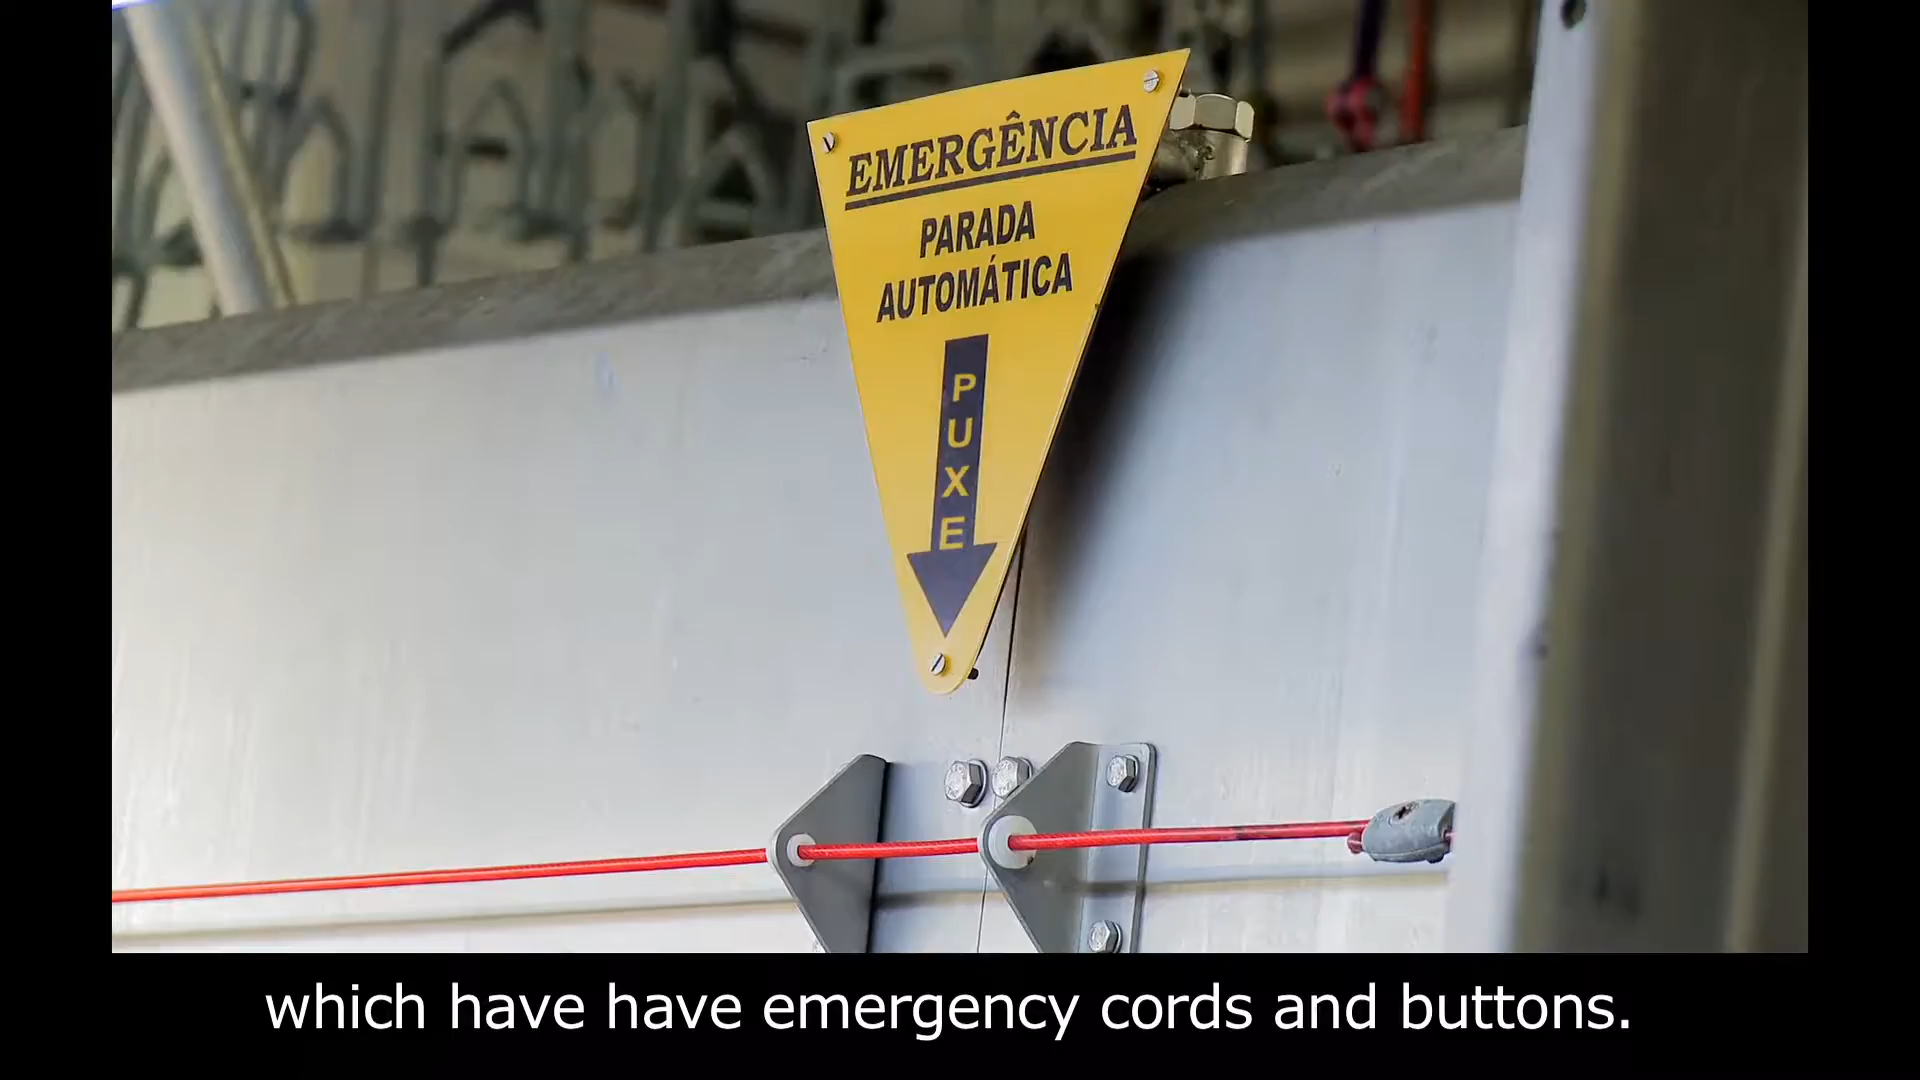 EMERGÊNCIA
PARADA
AUTOMÁTICA
PUXE
which have have emergency cords and buttons.